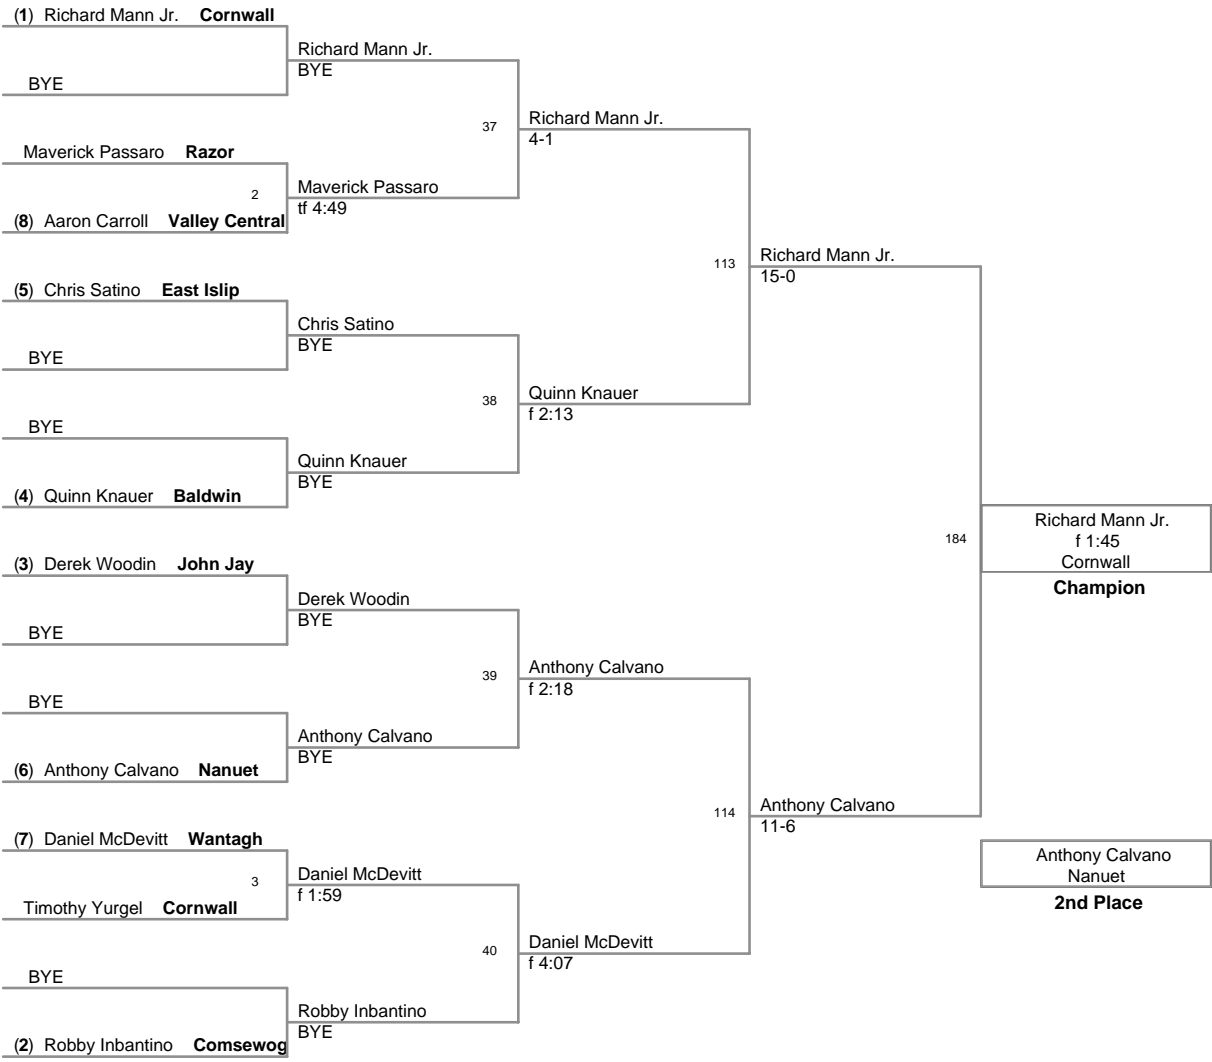 (1) Richard Mann Jr. Cornwall
Richard Mann Jr.
BYE
BYE
37
Richard Mann Jr.
4-1
Maverick Passaro Razor
2
Maverick Passaro
tf 4:49
(8) Aaron Carroll Valley Central
113
Richard Mann Jr.
15-0
(5) Chris Satino East Islip
Chris Satino
BYE
BYE
38
Quinn Knauer
f 2:13
BYE
Quinn Knauer
BYE
(4) Quinn Knauer Baldwin
184
Richard Mann Jr.
f 1:45
Cornwall
Champion
(3) Derek Woodin John Jay
Derek Woodin
BYE
BYE
39
Anthony Calvano
f 2:18
BYE
Anthony Calvano
BYE
(6) Anthony Calvano Nanuet
114
Anthony Calvano
11-6
(7) Daniel McDevitt Wantagh
3
Daniel McDevitt
f 1:59
Timothy Yurgel Cornwall
Anthony Calvano
Nanuet
2nd Place
40
Daniel McDevitt
f 4:07
BYE
Robby Inbantino
BYE
(2) Robby Inbantino Comsewog